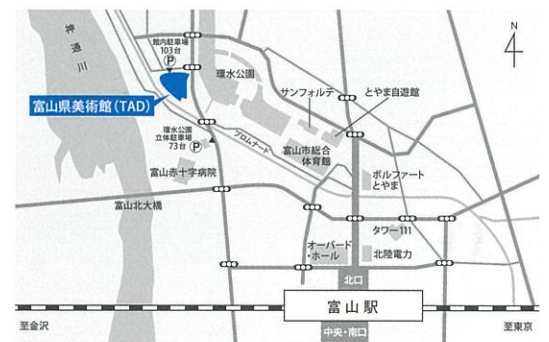 N
館内駐車場
103台
P
環水公園
富山県美術館（TAD）
サンフォルテ
とやま自遊館
環水公園
立体駐車場
73台
P
プロムナード
富山市総合
体育館
富山赤十字病院
ボルファート
とやま
富山北大橋
タワー111
オーバード
・ホール
北陸電力
北口
富山駅
至金沢
中央・南口
至東京